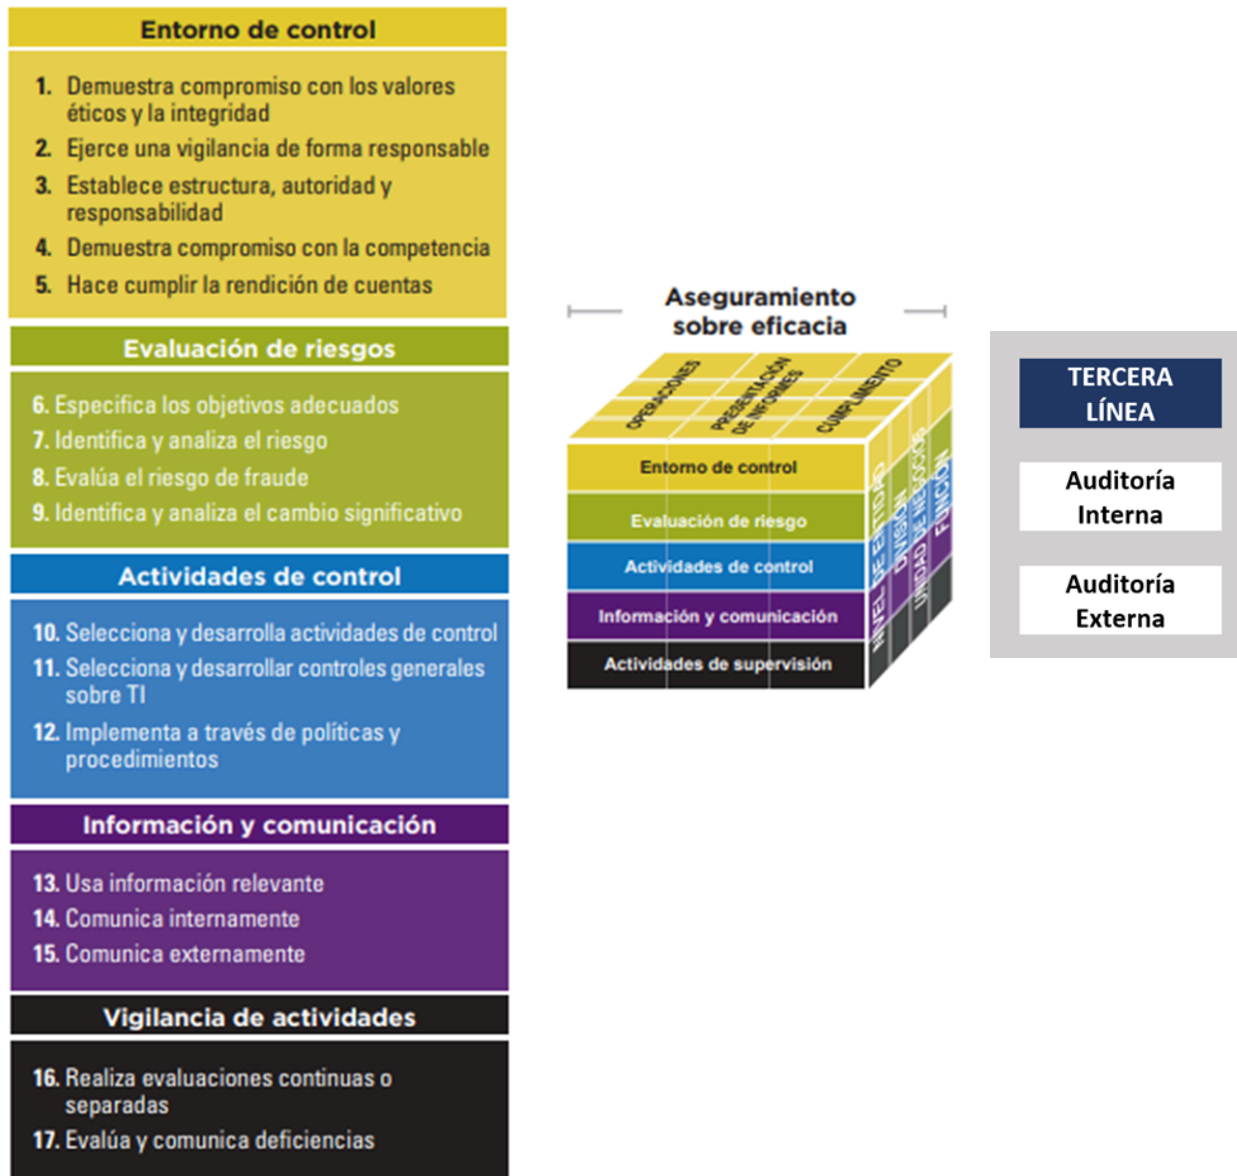 Entorno de control
1. Demuestra compromiso con los valores
éticos y la integridad
2. Ejerce una vigilancia de forma responsable
3. Establece estructura, autoridad y
responsabilidad
4. Demuestra compromiso con la competencia
5. Hace cumplir la rendición de cuentas
Evaluación de riesgos
6. Especifica los objetivos adecuados
7. Identifica y analiza el riesgo
8. Evalúa el riesgo de fraude
9. Identifica y analiza el cambio significativo
Actividades de control
10. Selecciona y desarrolla actividades de control
11. Selecciona y desarrollar controles generales
sobre TI
12. Implementa a través de políticas y
procedimientos
Información y comunicación
13. Usa información relevante
14. Comunica internamente
15. Comunica externamente
Vigilancia de actividades
16. Realiza evaluaciones continuas o
separadas
17. Evalúa y comunica deficiencias
Aseguramiento
sobre eficacia
OPERACIONES
PRESENTACIÓN
DE INFORMES
CUMPLIMIENTO
Entorno de control
Evaluación de riesgo
Actividades de control
Información y comunicación
Actividades de supervisión
NIVEL DE ENTIDAD
DIVISIÓN
UNIDAD DE NEGOCIOS
FUNCIÓN
TERCERA
LÍNEA
Auditoría
Interna
Auditoría
Externa